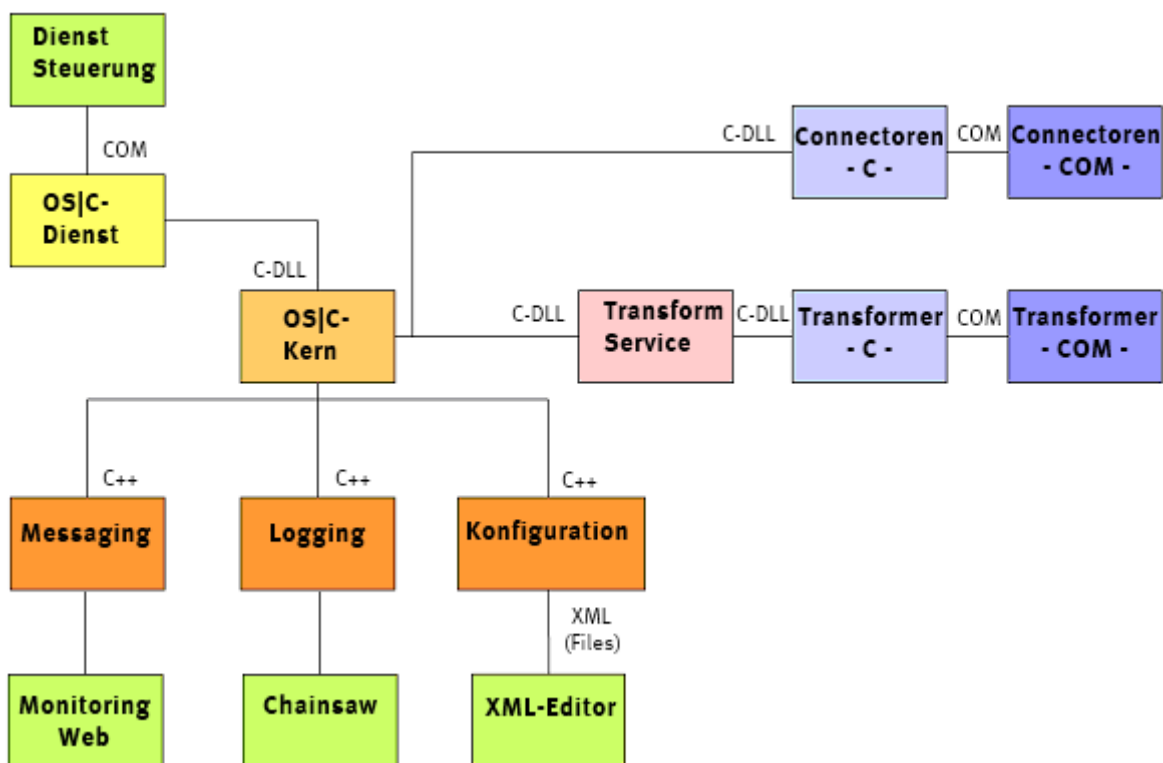 Dienst
Steuerung
COM
OS|C-
Dienst
C-DLL
Connectoren
- C -
COM
Connectoren
- COM -
C-DLL
OS|C-
Kern
C-DLL
Transform
Service
C-DLL
Transformer
- C -
COM
Transformer
- COM -
C++
C++
C++
Messaging
Logging
Konfiguration
XML
(Files)
Monitoring
Web
Chainsaw
XML-Editor